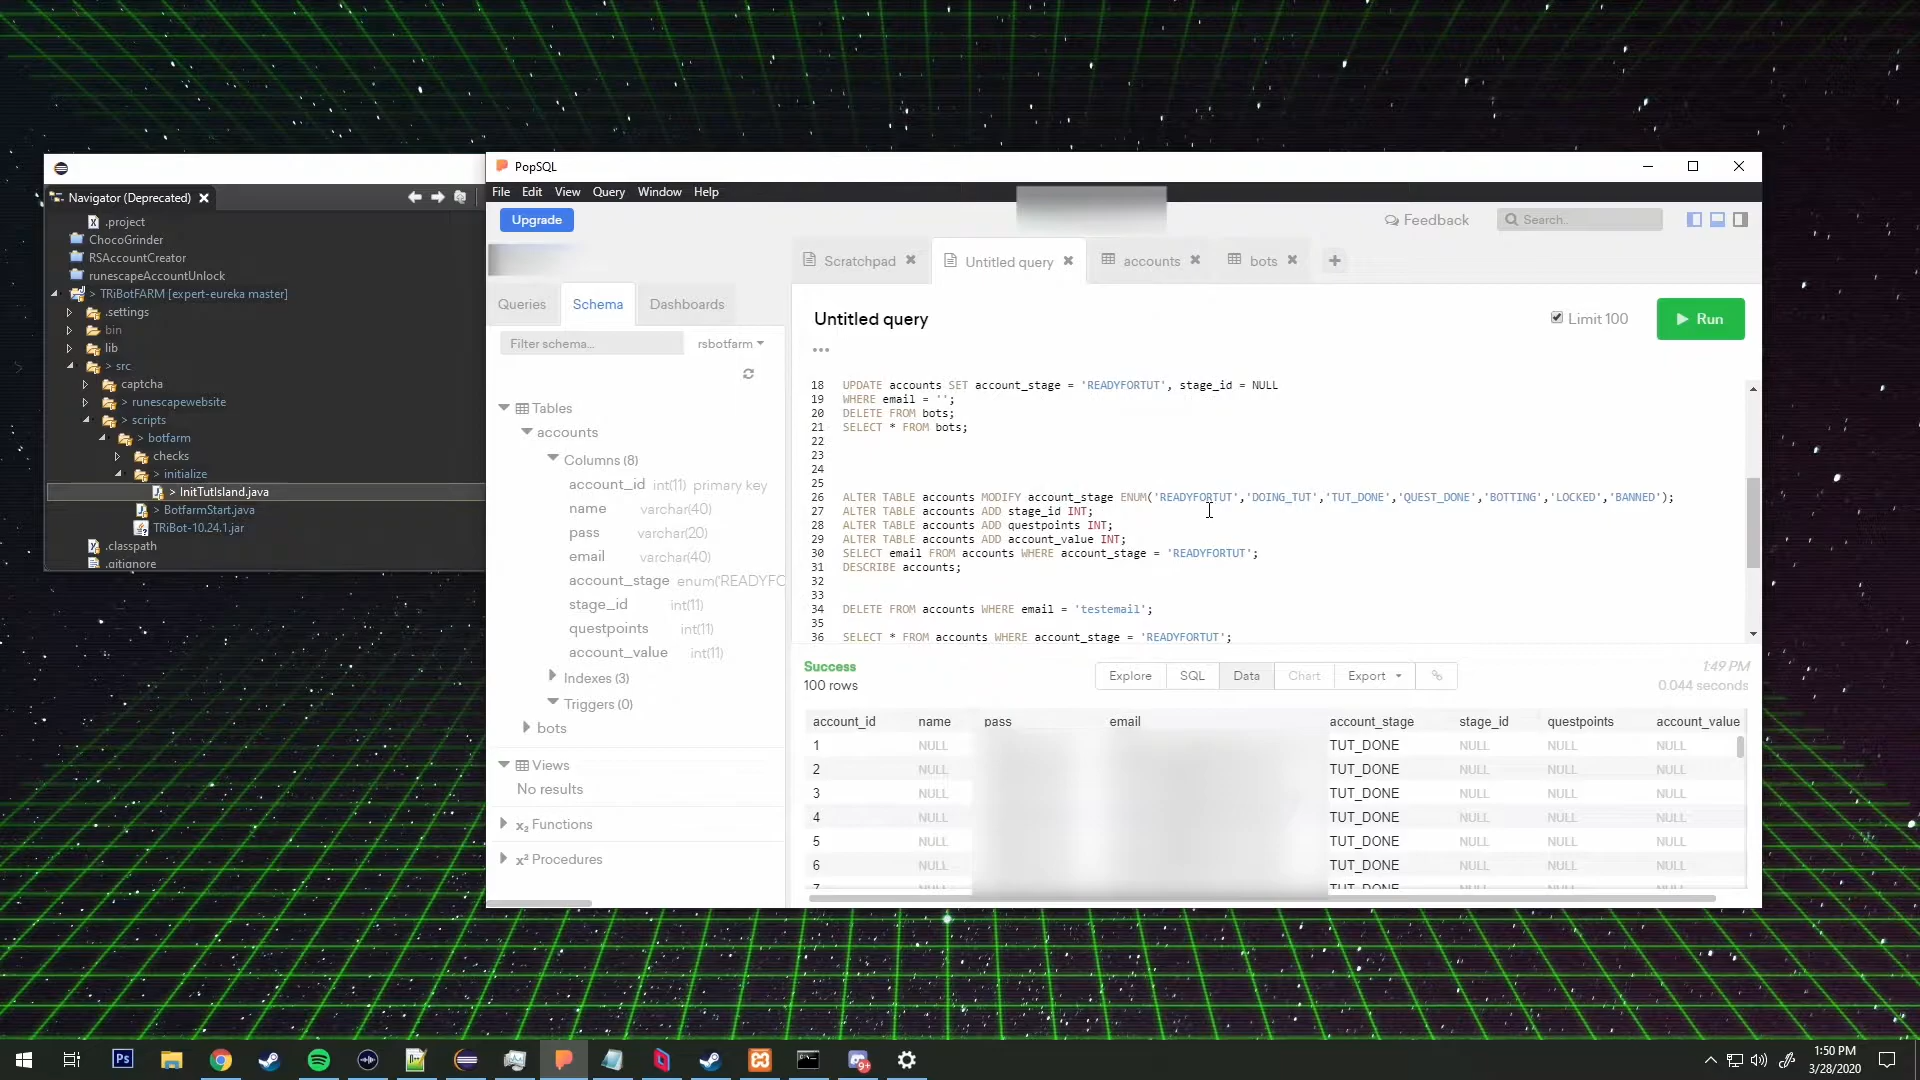 Navigator (Deprecated)
.project
ChocoGrinder
RSAccountCreator
runescapeAccountUnlock
> TRiBotFARM [expert-eureka master]
.settings
bin
lib
> src
captcha
> runescapewebsite
> scripts
> botfarm
checks
> initialize
> InitTutIsland.java
> BotfarmStart.java
TRiBot-10.24.1.jar
.classpath
.gitignore
PopSQL
File Edit View Query Window Help
Upgrade
Feedback
Search..
Scratchpad
Untitled query
accounts
bots
Queries
Schema
Dashboards
Filter schema...
rsbotfarm
Tables
accounts
Columns (8)
account_id int(11) primary key
name varchar(40)
pass varchar(20)
email varchar(40)
account_stage enum('READYFC
stage_id int(11)
questpoints int(11)
account_value int(11)
Indexes (3)
Triggers (0)
bots
Views
No results
x₂ Functions
x² Procedures
Untitled query
Limit 100
Run
18 UPDATE accounts SET account_stage = 'READYFORTUT', stage_id = NULL
19 WHERE email = '';
20 DELETE FROM bots;
21 SELECT * FROM bots;
22
23
24
25
26 ALTER TABLE accounts MODIFY account_stage ENUM('READYFORTUT','DOING_TUT','TUT_DONE','QUEST_DONE','BOTTING','LOCKED','BANNED');
27 ALTER TABLE accounts ADD stage_id INT;
28 ALTER TABLE accounts ADD questpoints INT;
29 ALTER TABLE accounts ADD account_value INT;
30 SELECT email FROM accounts WHERE account_stage = 'READYFORTUT';
31 DESCRIBE accounts;
32
33
34 DELETE FROM accounts WHERE email = 'testemail';
35
36 SELECT * FROM accounts WHERE account_stage = 'READYFORTUT';
Success
100 rows
Explore SQL Data Chart Export
1:49 PM
0.044 seconds
account_id name pass email account_stage stage_id questpoints account_value
1 NULL TUT_DONE NULL NULL NULL
2 NULL TUT_DONE NULL NULL NULL
3 NULL TUT_DONE NULL NULL NULL
4 NULL TUT_DONE NULL NULL NULL
5 NULL TUT_DONE NULL NULL NULL
6 NULL TUT_DONE NULL NULL NULL
7 NULL TUT_DONE NULL NULL NULL
Ps
9+
1:50 PM
3/28/2020